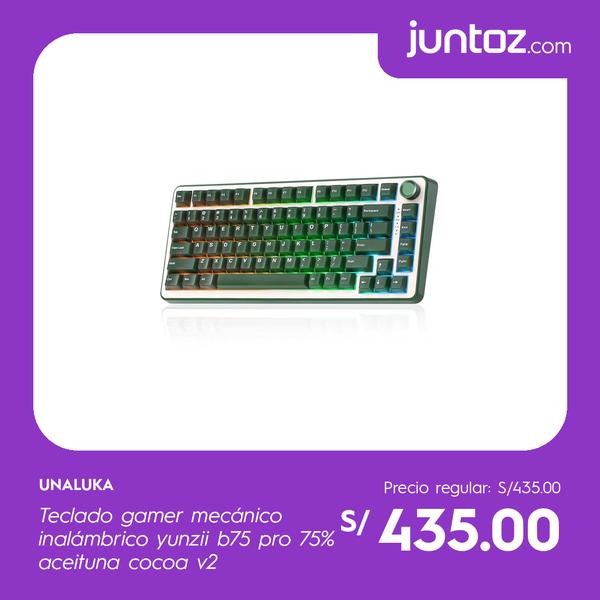 juntoz.com
UNALUKA
Precio regular: S/435.00
Teclado gamer mecánico
inalámbrico yunzii b75 pro 75%
aceituna cocoa v2
S/ 435.00